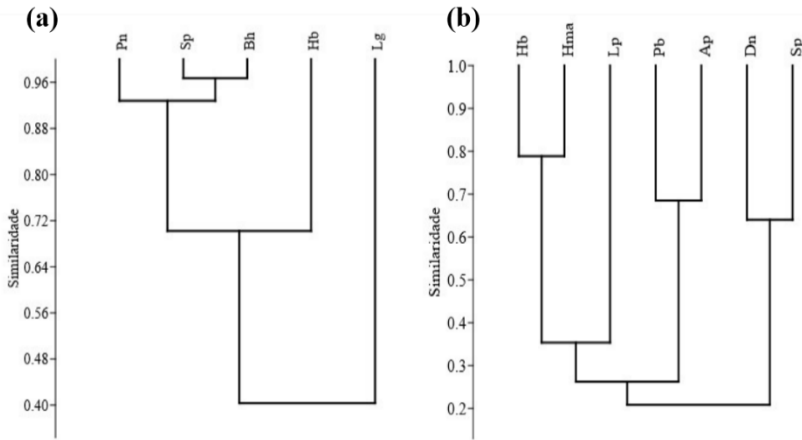 (a)
Pn Sp Bh Hb Lg
0.96
0.88
0.80
0.72
0.64
0.56
0.48
0.40
Similaridade
(b)
Hb Hma Lp Pb Ap Dn Sp
1.0
0.9
0.8
0.7
0.6
0.5
0.4
0.3
0.2
Similaridade